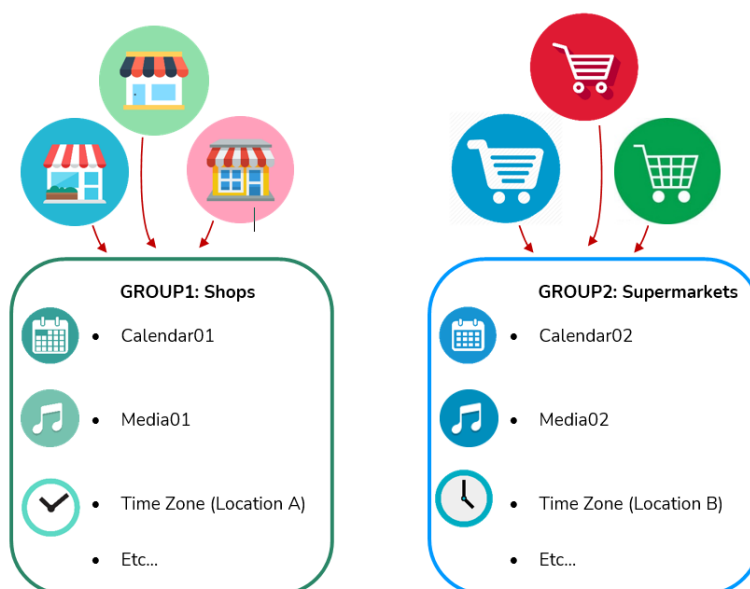 GROUP1: Shops
• Calendar01
• Media01
• Time Zone (Location A)
• Etc...
GROUP2: Supermarkets
• Calendar02
• Media02
• Time Zone (Location B)
• Etc...